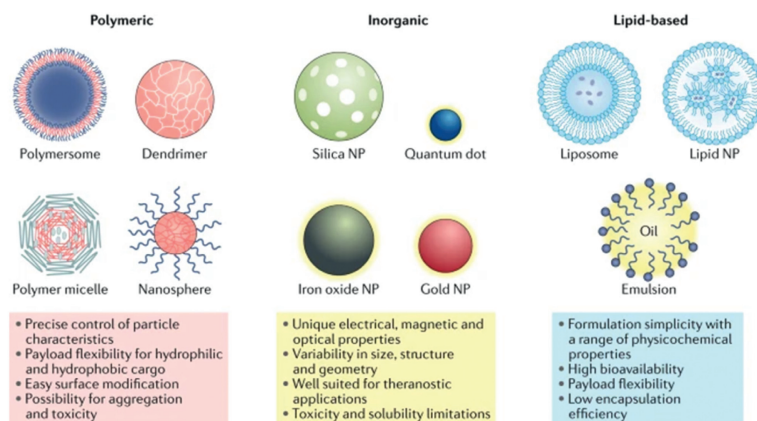 Polymeric
Polymersome
Dendrimer
Polymer micelle
Nanosphere
• Precise control of particle
characteristics
• Payload flexibility for hydrophilic
and hydrophobic cargo
• Easy surface modification
• Possibility for aggregation
and toxicity
Inorganic
Silica NP
Quantum dot
Iron oxide NP
Gold NP
• Unique electrical, magnetic and
optical properties
• Variability in size, structure
and geometry
• Well suited for theranostic
applications
• Toxicity and solubility limitations
Lipid-based
Liposome
Lipid NP
Oil
Emulsion
• Formulation simplicity with
a range of physicochemical
properties
• High bioavailability
• Payload flexibility
• Low encapsulation
efficiency